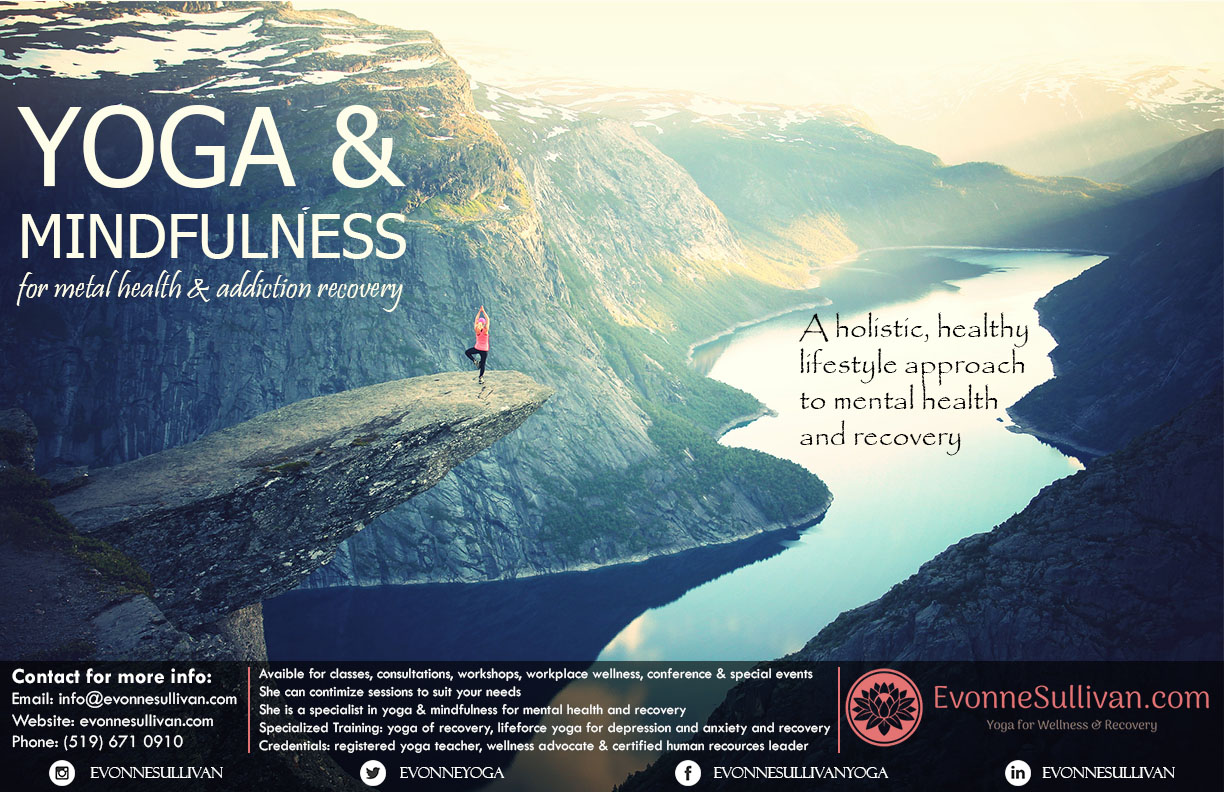 YOGA &
MINDFULNESS
for metal health & addiction recovery
A holistic, healthy
lifestyle approach
to mental health
and recovery
Contact for more info:
Email: info@evonnesullivan.com
Website: evonnesullivan.com
Phone: (519) 671 0910
Avaible for classes, consultations, workshops, workplace wellness, conference & special events
She can contimize sessions to suit your needs
She is a specialist in yoga & mindfulness for mental health and recovery
Specialized Training: yoga of recovery, lifeforce yoga for depression and anxiety and recovery
Credentials: registered yoga teacher, wellness advocate & certified human recources leader
EvonneSullivan.com
Yoga for Wellness & Recovery
EVONNESULLIVAN
EVONNEYOGA
f EVONNESULLIVANYOGA
in EVONNESULLIVAN